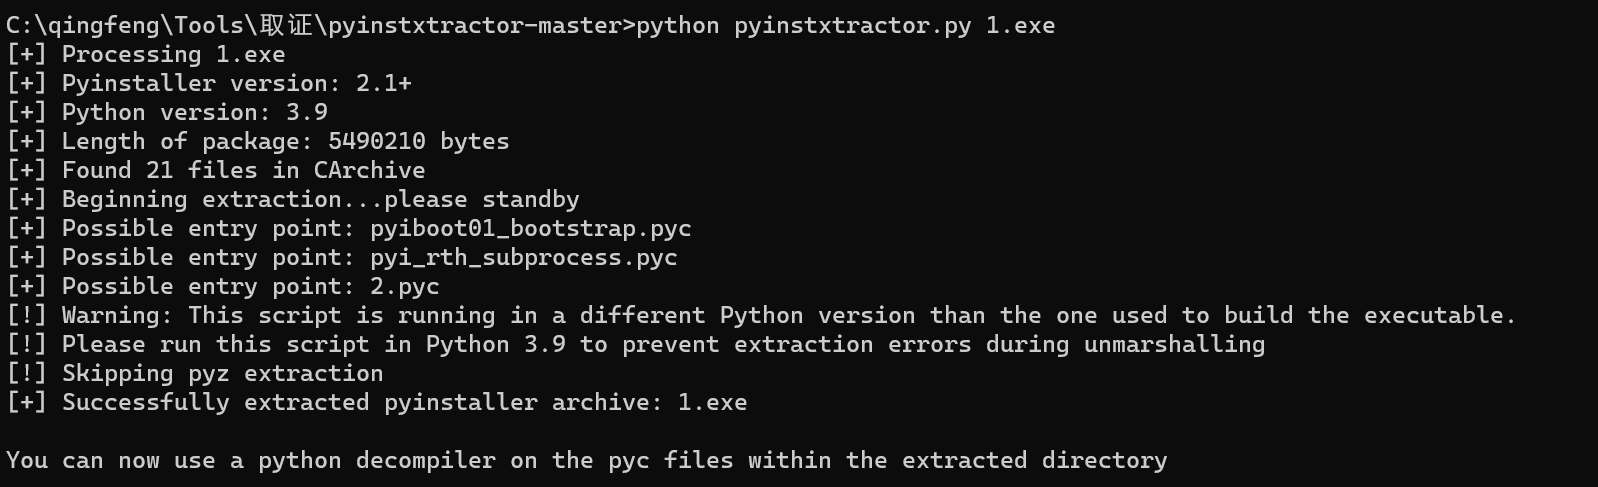 C:\qingfeng\Tools\取证\pyinstxtractor-master>python pyinstxtractor.py 1.exe
[+] Processing 1.exe
[+] Pyinstaller version: 2.1+
[+] Python version: 3.9
[+] Length of package: 5490210 bytes
[+] Found 21 files in CArchive
[+] Beginning extraction...please standby
[+] Possible entry point: pyiboot01_bootstrap.pyc
[+] Possible entry point: pyi_rth_subprocess.pyc
[+] Possible entry point: 2.pyc
[!] Warning: This script is running in a different Python version than the one used to build the executable.
[!] Please run this script in Python 3.9 to prevent extraction errors during unmarshalling
[!] Skipping pyz extraction
[+] Successfully extracted pyinstaller archive: 1.exe
You can now use a python decompiler on the pyc files within the extracted directory